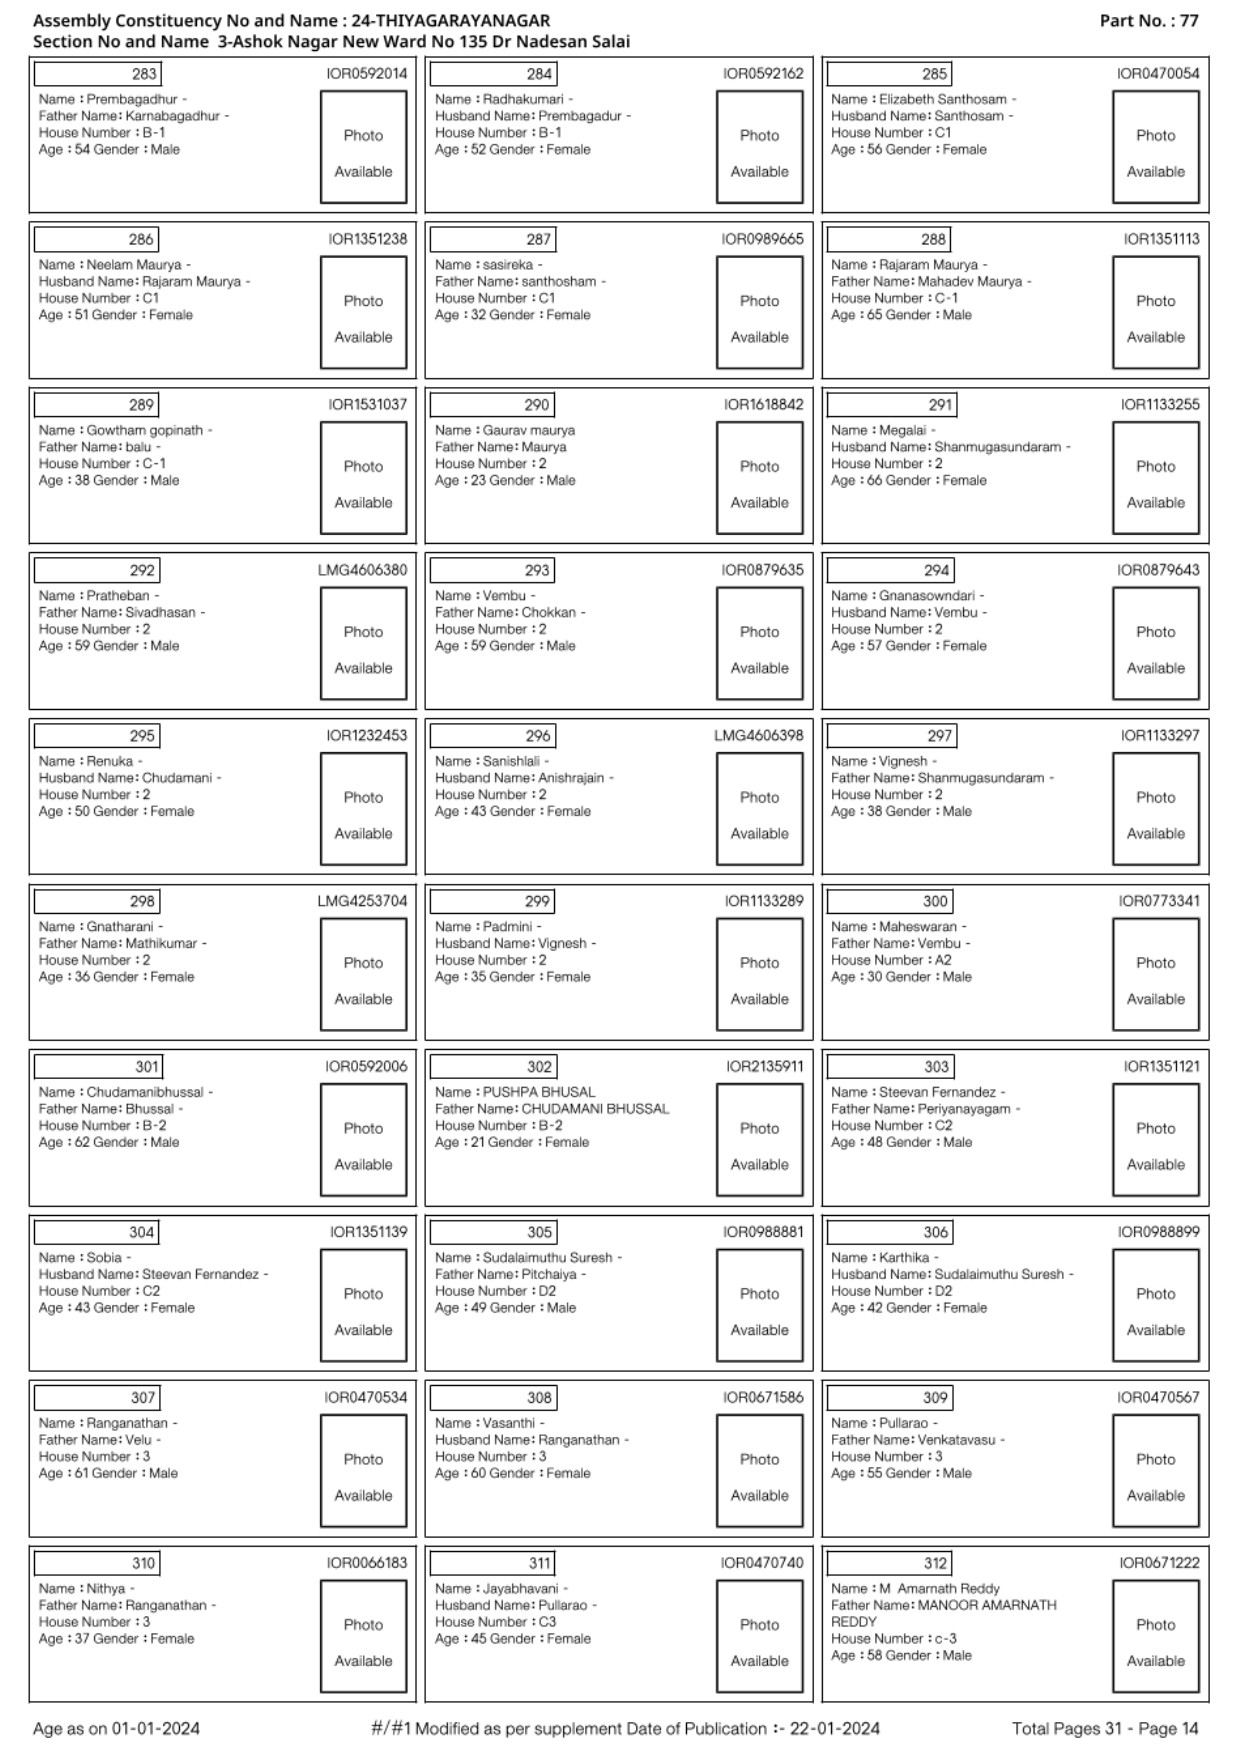 Assembly Constituency No and Name : 24-THIYAGARAYANAGAR
Part No. : 77
Section No and Name 3-Ashok Nagar New Ward No 135 Dr Nadesan Salai
283 IOR0592014
Name : Prembagadhur -
Father Name: Karnabagadhur -
House Number : B-1
Age : 54 Gender : Male
Photo
Available
284 IOR0592162
Name : Radhakumari -
Husband Name: Prembagadur -
House Number : B-1
Age : 52 Gender : Female
Photo
Available
285 IOR0470054
Name : Elizabeth Santhosam -
Husband Name: Santhosam -
House Number : C1
Age : 56 Gender : Female
Photo
Available
286 IOR1351238
Name : Neelam Maurya -
Husband Name: Rajaram Maurya -
House Number : C1
Age : 51 Gender : Female
Photo
Available
287 IOR0989665
Name : sasireka -
Father Name: santhosham -
House Number : C1
Age : 32 Gender : Female
Photo
Available
288 IOR1351113
Name : Rajaram Maurya -
Father Name: Mahadev Maurya -
House Number : C-1
Age : 65 Gender : Male
Photo
Available
289 IOR1531037
Name : Gowtham gopinath -
Father Name: balu -
House Number : C-1
Age : 38 Gender : Male
Photo
Available
290 IOR1618842
Name : Gaurav maurya
Father Name: Maurya
House Number : 2
Age : 23 Gender : Male
Photo
Available
291 IOR1133255
Name : Megalai -
Husband Name: Shanmugasundaram -
House Number : 2
Age : 66 Gender : Female
Photo
Available
292 LMG4606380
Name : Pratheban -
Father Name: Sivadhasan -
House Number : 2
Age : 59 Gender : Male
Photo
Available
293 IOR0879635
Name : Vembu -
Father Name: Chokkan -
House Number : 2
Age : 59 Gender : Male
Photo
Available
294 IOR0879643
Name : Gnanasowndari -
Husband Name: Vembu -
House Number : 2
Age : 57 Gender : Female
Photo
Available
295 IOR1232453
Name : Renuka -
Husband Name: Chudamani -
House Number : 2
Age : 50 Gender : Female
Photo
Available
296 LMG4606398
Name : Sanishlali -
Husband Name: Anishrajain -
House Number : 2
Age : 43 Gender : Female
Photo
Available
297 IOR1133297
Name : Vignesh -
Father Name: Shanmugasundaram -
House Number : 2
Age : 38 Gender : Male
Photo
Available
298 LMG4253704
Name : Gnatharani -
Father Name: Mathikumar -
House Number : 2
Age : 36 Gender : Female
Photo
Available
299 IOR1133289
Name : Padmini -
Husband Name: Vignesh -
House Number : 2
Age : 35 Gender : Female
Photo
Available
300 IOR0773341
Name : Maheswaran -
Father Name: Vembu -
House Number : A2
Age : 30 Gender : Male
Photo
Available
301 IOR0592006
Name : Chudamanibhussal -
Father Name: Bhussal -
House Number : B-2
Age : 62 Gender : Male
Photo
Available
302 IOR2135911
Name : PUSHPA BHUSAL
Father Name: CHUDAMANI BHUSSAL
House Number : B-2
Age : 21 Gender : Female
Photo
Available
303 IOR1351121
Name : Steevan Fernandez -
Father Name: Periyanayagam -
House Number : C2
Age : 48 Gender : Male
Photo
Available
304 IOR1351139
Name : Sobia -
Husband Name: Steevan Fernandez -
House Number : C2
Age : 43 Gender : Female
Photo
Available
305 IOR0988881
Name : Sudalaimuthu Suresh -
Father Name: Pitchaiya -
House Number : D2
Age : 49 Gender : Male
Photo
Available
306 IOR0988899
Name : Karthika -
Husband Name: Sudalaimuthu Suresh -
House Number : D2
Age : 42 Gender : Female
Photo
Available
307 IOR0470534
Name : Ranganathan -
Father Name: Velu -
House Number : 3
Age : 61 Gender : Male
Photo
Available
308 IOR0671586
Name : Vasanthi -
Husband Name: Ranganathan -
House Number : 3
Age : 60 Gender : Female
Photo
Available
309 IOR0470567
Name : Pullarao -
Father Name: Venkatavasu -
House Number : 3
Age : 55 Gender : Male
Photo
Available
310 IOR0066183
Name : Nithya -
Father Name: Ranganathan -
House Number : 3
Age : 37 Gender : Female
Photo
Available
311 IOR0470740
Name : Jayabhavani -
Husband Name: Pullarao -
House Number : C3
Age : 45 Gender : Female
Photo
Available
312 IOR0671222
Name : M Amarnath Reddy
Father Name: MANOOR AMARNATH
REDDY
House Number : c-3
Age : 58 Gender : Male
Photo
Available
Age as on 01-01-2024
#/#1 Modified as per supplement Date of Publication :- 22-01-2024
Total Pages 31 - Page 14